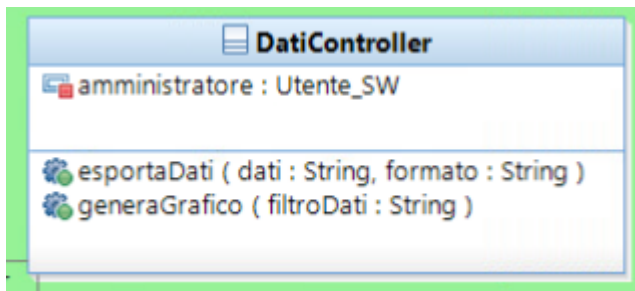 DatiController
amministratore : Utente_SW
esportaDati ( dati : String, formato : String )
generaGrafico ( filtroDati : String )